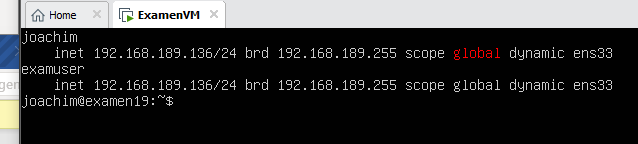 Home
ExamenVM
joachim
inet 192.168.189.136/24 brd 192.168.189.255 scope global dynamic ens33
examuser
inet 192.168.189.136/24 brd 192.168.189.255 scope global dynamic ens33
joachim@examen19:~$
gen